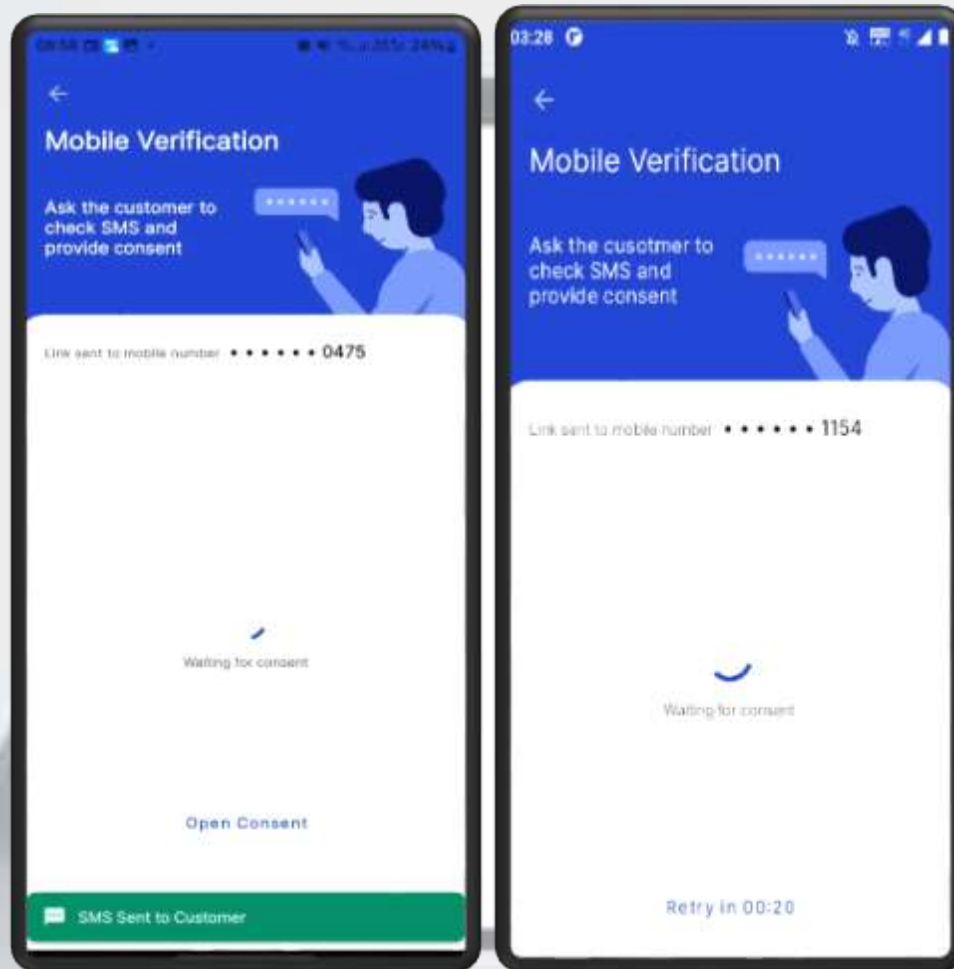 Mobile Verification
Ask the customer to
check SMS and
provide consent
Link sent to mobile number • • • • • • 0475
Waiting for consent
Open Consent
SMS Sent to Customer
03:28
Mobile Verification
Ask the cusotmer to
check SMS and
provide consent
Link sent to mobile number • • • • • • 1154
Waiting for consent
Retry in 00:20